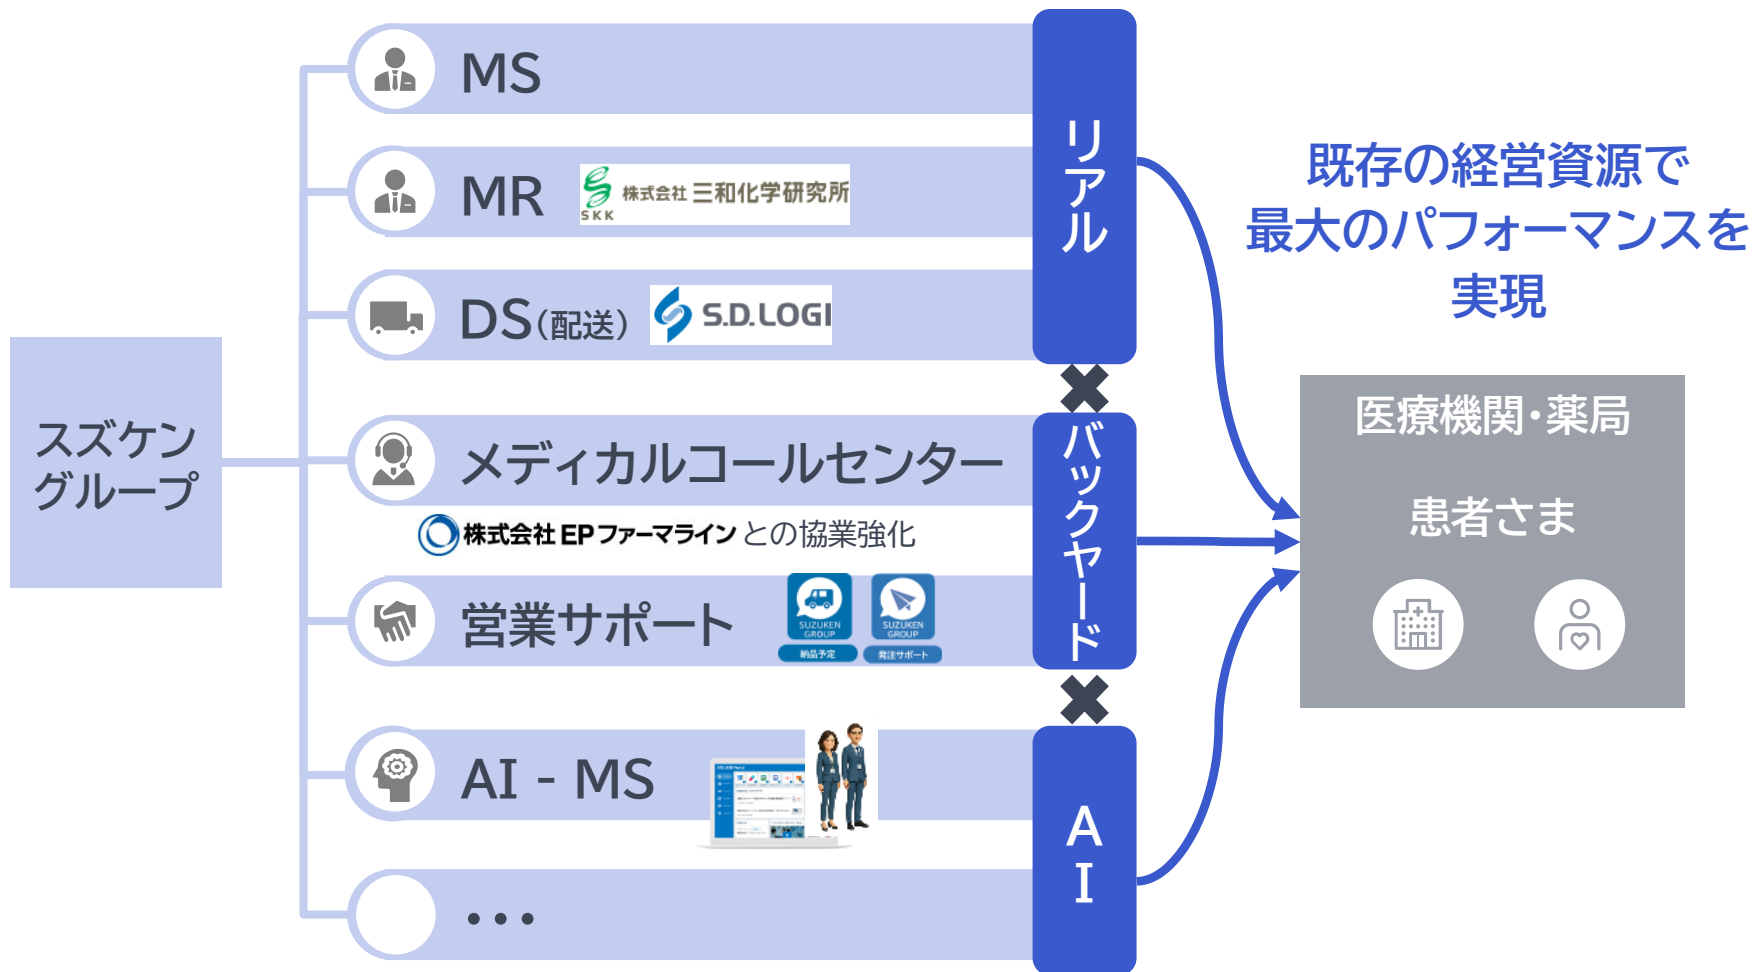 スズケン
グループ
MS
MR
SKK
株式会社 三和化学研究所
DS(配送)
S.D.LOGI
メディカルコールセンター
株式会社 EPファーマライン との協業強化
営業サポート
SUZUKEN
GROUP
納品予定
SUZUKEN
GROUP
発注サポート
AI - MS
・・・
リアル
バックヤード
AI
既存の経営資源で
最大のパフォーマンスを
実現
医療機関・薬局
患者さま